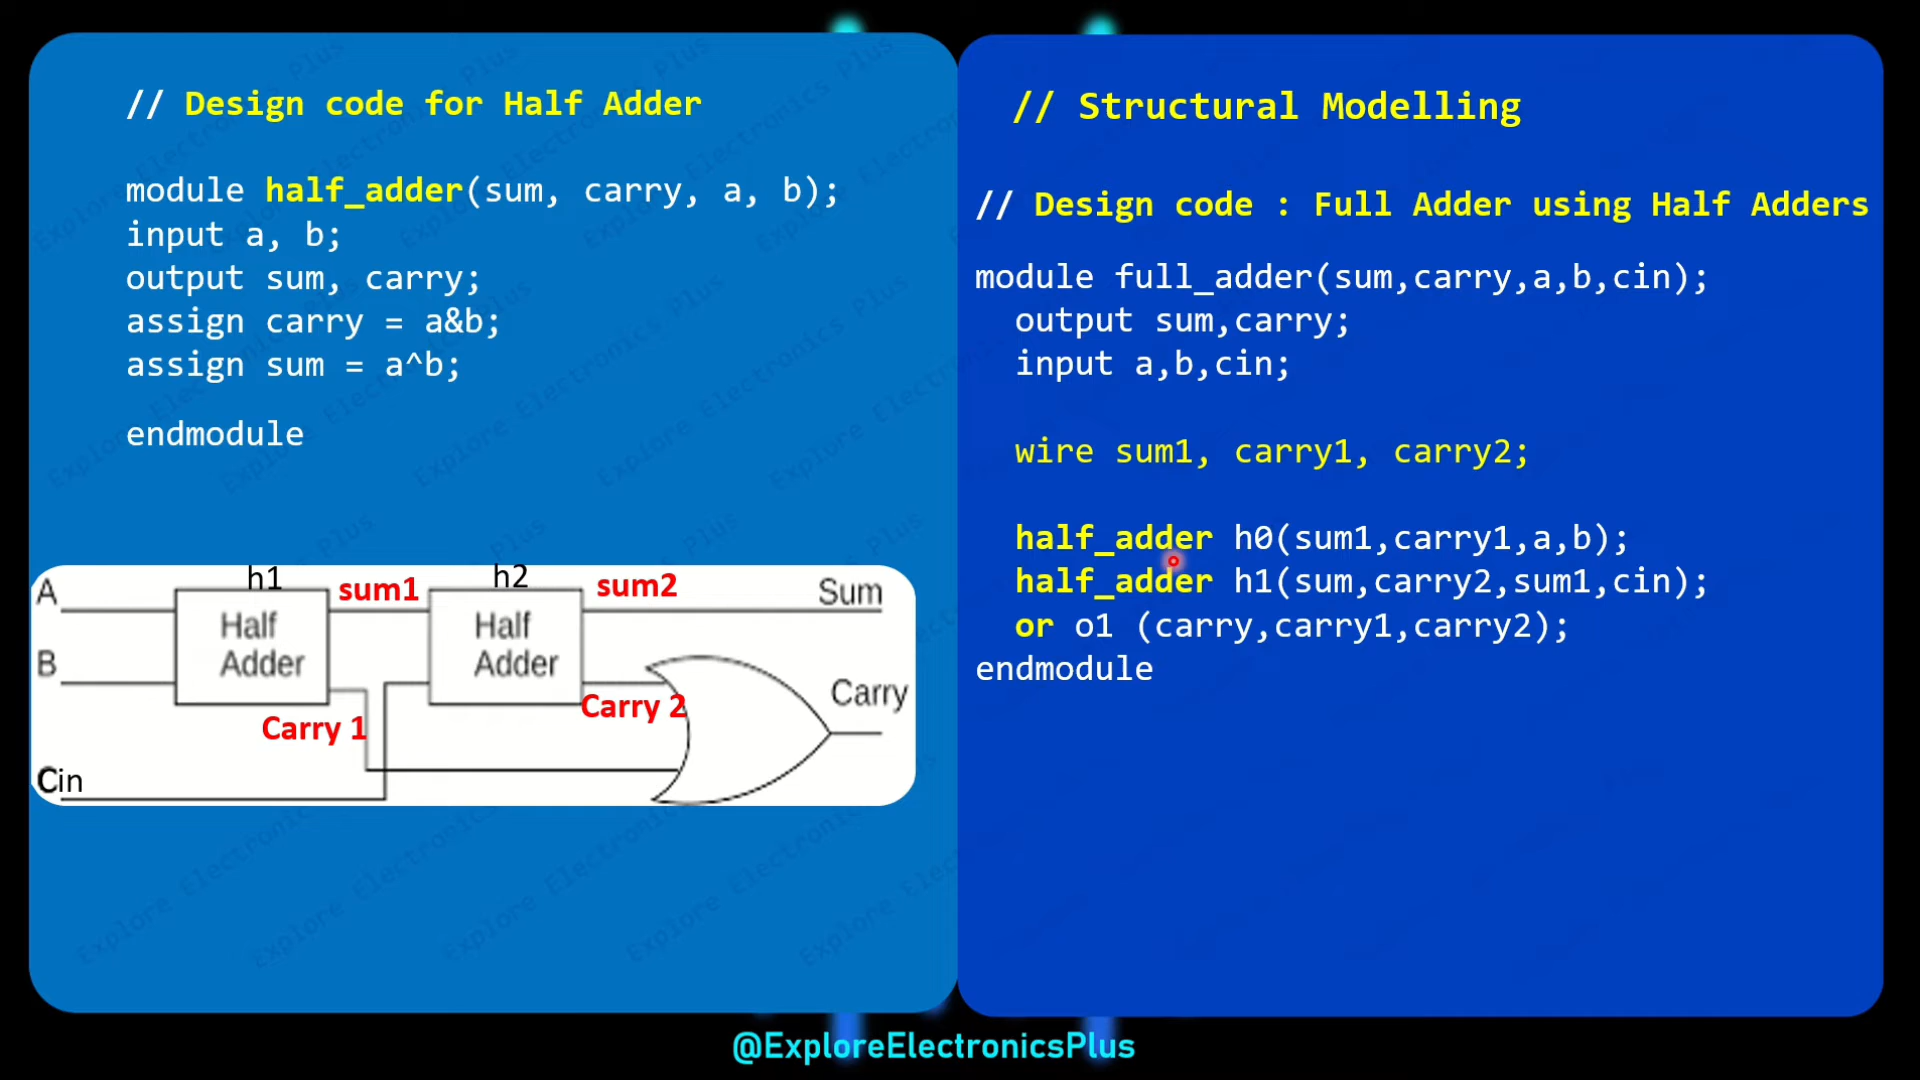 // Design code for Half Adder
module half_adder(sum, carry, a, b);
input a, b;
output sum, carry;
assign carry = a&b;
assign sum = a^b;
endmodule
h1
h2
A
sum1
sum2
Sum
Half
Adder
Half
Adder
B
Carry 1
Carry 2
Carry
Cin
// Structural Modelling
// Design code : Full Adder using Half Adders
module full_adder(sum,carry,a,b,cin);
output sum,carry;
input a,b,cin;
wire sum1, carry1, carry2;
half_adder h0(sum1,carry1,a,b);
half_adder h1(sum,carry2,sum1,cin);
or o1 (carry,carry1,carry2);
endmodule
@ExploreElectronicsPlus
Explore Electronics Plus